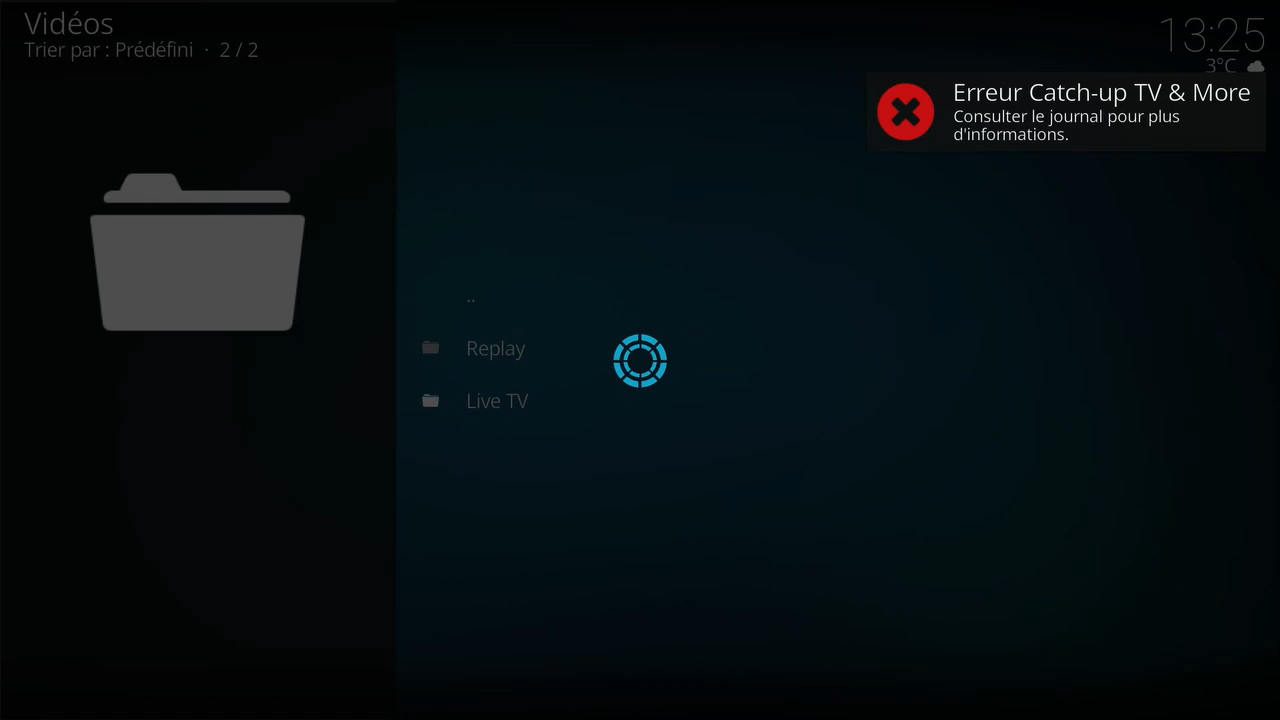 Vidéos
Trier par : Prédéfini · 2 / 2
13:25
3°C
Erreur Catch-up TV & More
Consulter le journal pour plus
d'informations.
..
Replay
Live TV